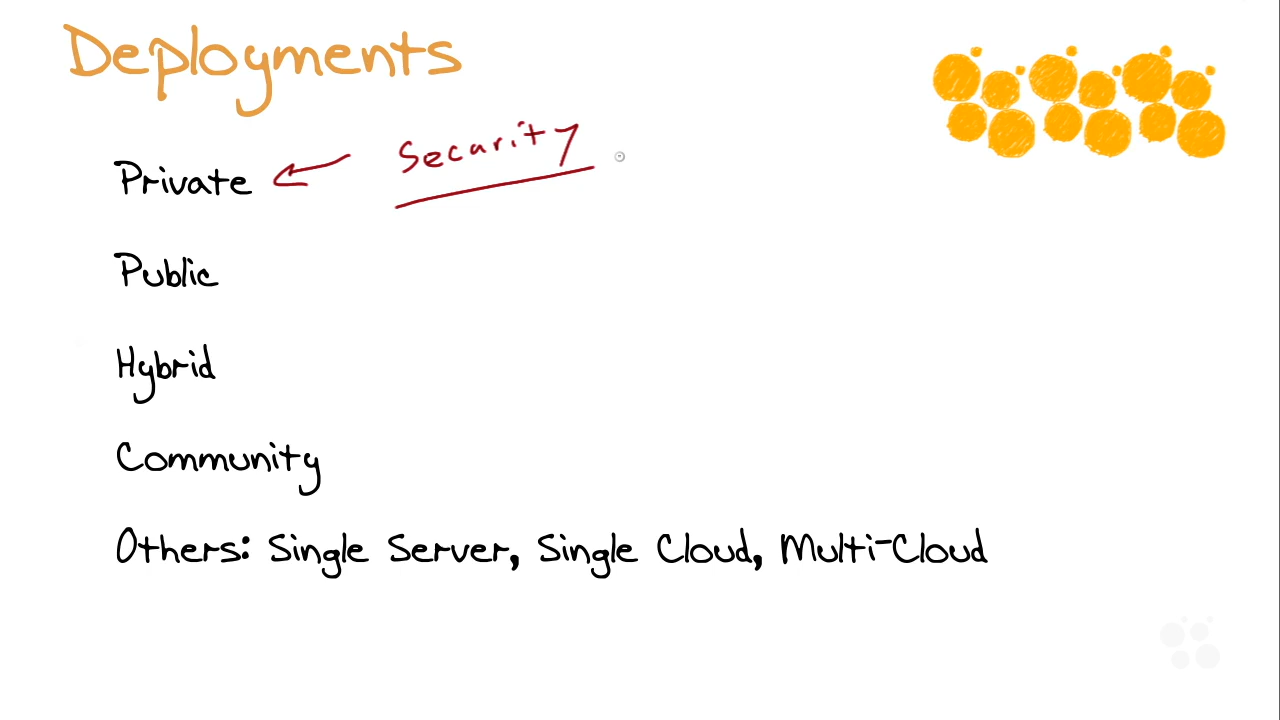 Deployments
Security
Private
Public
Hybrid
Community
Others: Single Server, Single Cloud, Multi-Cloud